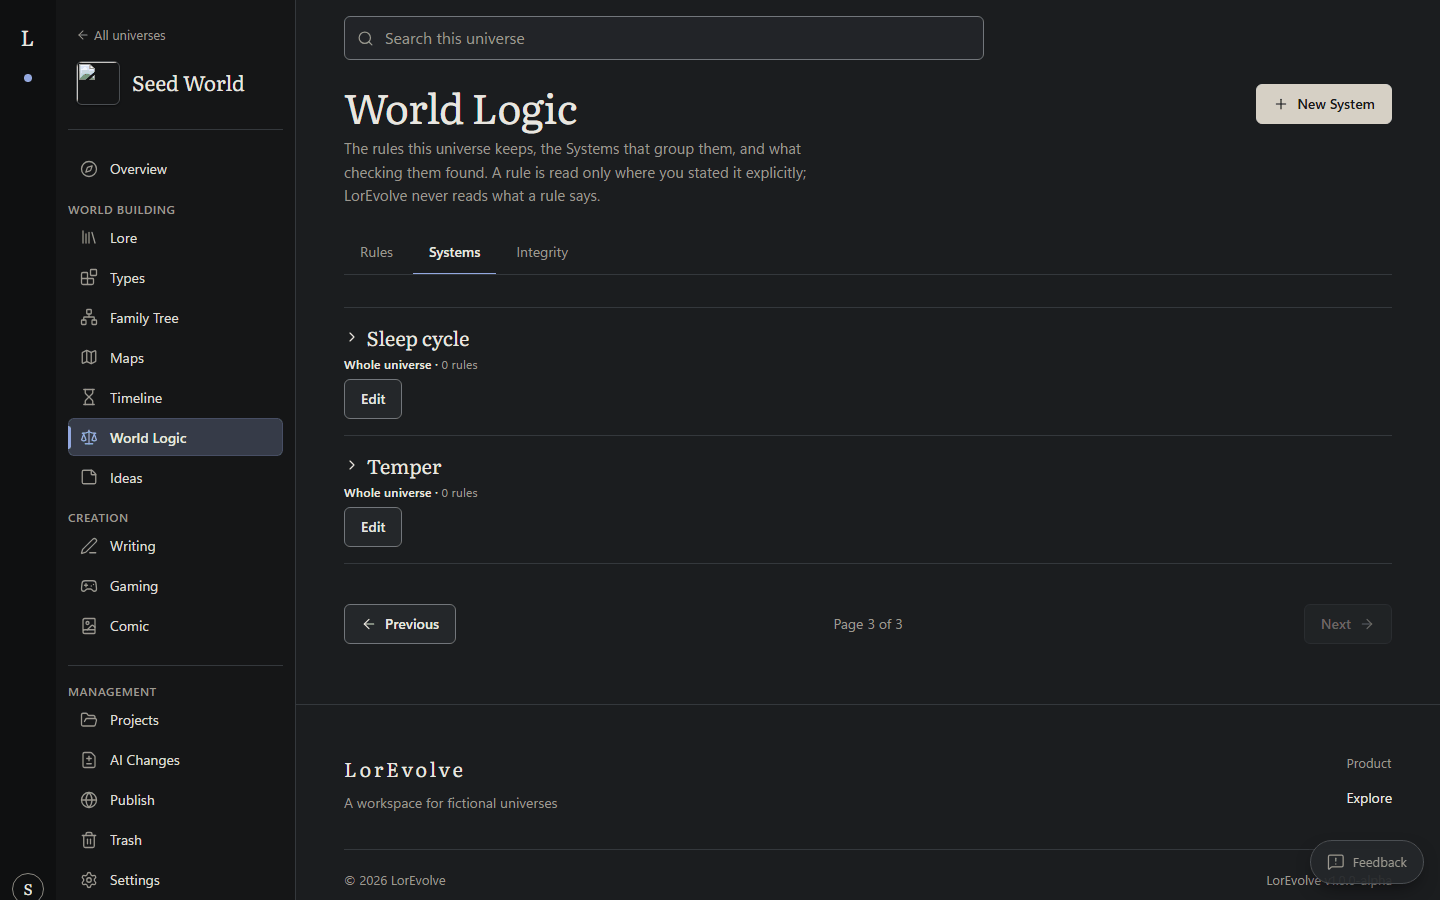 L
All universes
Seed World
Overview
WORLD BUILDING
Lore
Types
Family Tree
Maps
Timeline
World Logic
Ideas
CREATION
Writing
Gaming
Comic
MANAGEMENT
Projects
AI Changes
Publish
Trash
Settings
S
Search this universe
World Logic
New System
The rules this universe keeps, the Systems that group them, and what
checking them found. A rule is read only where you stated it explicitly;
LorEvolve never reads what a rule says.
Rules Systems Integrity
Sleep cycle
Whole universe · 0 rules
Edit
Temper
Whole universe · 0 rules
Edit
Previous Page 3 of 3 Next
LorEvolve
A workspace for fictional universes
Product
Explore
Feedback
© 2026 LorEvolve
LorEvolve v1.0.0-alpha